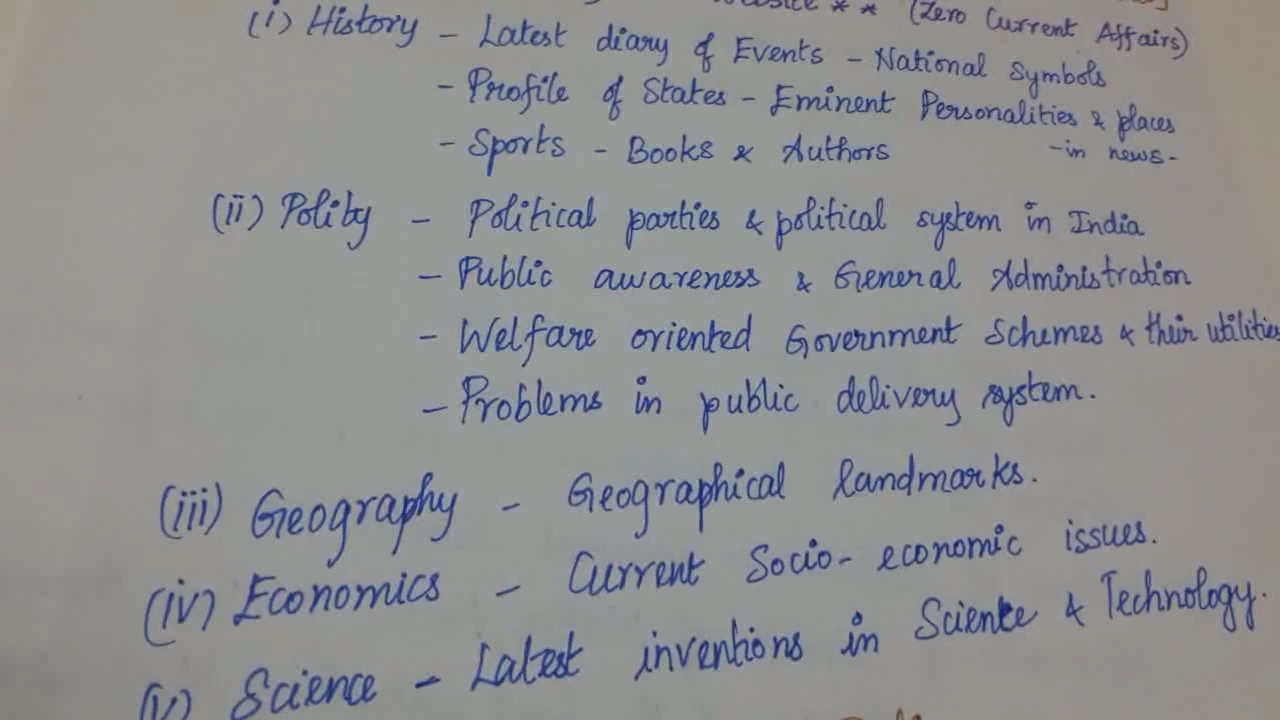 * * (Zero Current Affairs)
(i) History - Latest diary of Events - National Symbols
- Profile of States - Eminent Personalities & places
- Sports - Books & Authors -in news-
(ii) Polity - Political parties & political system in India
- Public awareness & General Administration
- Welfare oriented Government Schemes & their utilities
- Problems in public delivery system.
(iii) Geography - Geographical landmarks.
(iv) Economics - Current Socio-economic issues.
(v) Science - Latest inventions in Science & Technology.